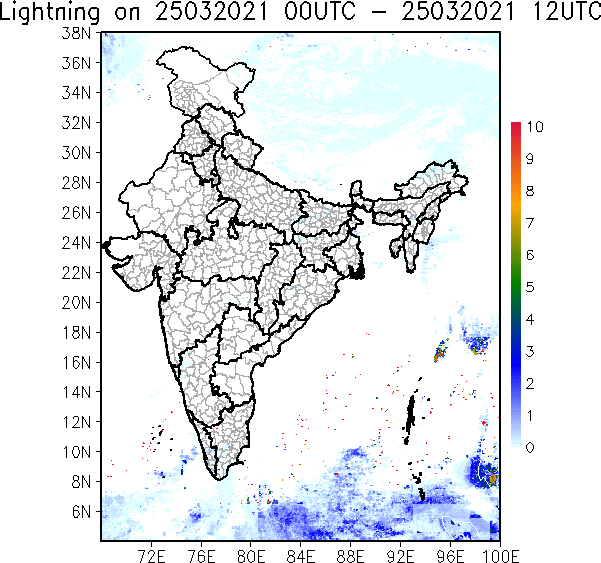 Lightning on 25032021 00UTC – 25032021 12UTC
38N
36N
34N
32N
30N
28N
26N
24N
22N
20N
18N
16N
14N
12N
10N
8N
6N
72E 76E 80E 84E 88E 92E 96E 100E
10
9
8
7
6
5
4
3
2
1
0